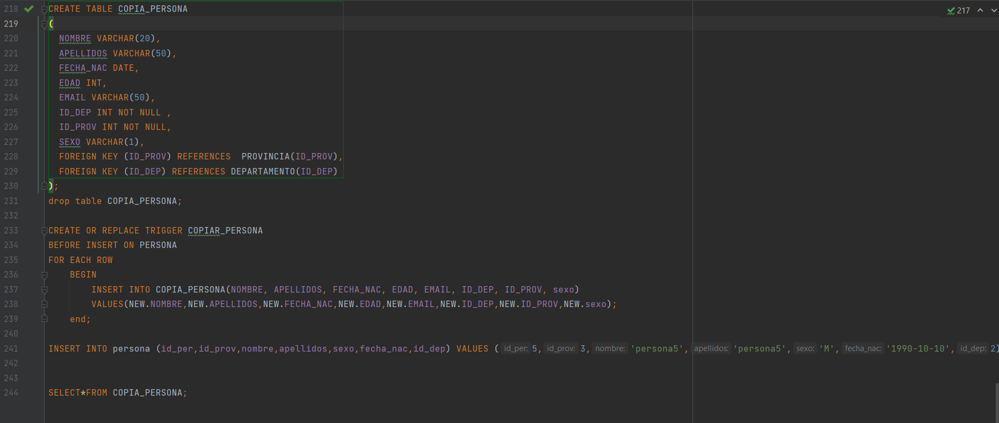 218 CREATE TABLE COPIA_PERSONA
217
219 (
220 NOMBRE VARCHAR(20),
221 APELLIDOS VARCHAR(50),
222 FECHA_NAC DATE,
223 EDAD INT,
224 EMAIL VARCHAR(50),
225 ID_DEP INT NOT NULL ,
226 ID_PROV INT NOT NULL,
227 SEXO VARCHAR(1),
228 FOREIGN KEY (ID_PROV) REFERENCES  PROVINCIA(ID_PROV),
229 FOREIGN KEY (ID_DEP) REFERENCES DEPARTAMENTO(ID_DEP)
230 );
231 drop table COPIA_PERSONA;
232
233 CREATE OR REPLACE TRIGGER COPIAR_PERSONA
234 BEFORE INSERT ON PERSONA
235 FOR EACH ROW
236 BEGIN
237 INSERT INTO COPIA_PERSONA(NOMBRE, APELLIDOS, FECHA_NAC, EDAD, EMAIL, ID_DEP, ID_PROV, sexo)
238 VALUES(NEW.NOMBRE,NEW.APELLIDOS,NEW.FECHA_NAC,NEW.EDAD,NEW.EMAIL,NEW.ID_DEP,NEW.ID_PROV,NEW.sexo);
239 end;
240
241 INSERT INTO persona (id_per,id_prov,nombre,apellidos,sexo,fecha_nac,id_dep) VALUES ( id_per: 5, id_prov: 3, nombre: 'persona5', apellidos: 'persona5', sexo: 'M', fecha_nac: '1990-10-10', id_dep: 2)
242
243
244 SELECT*FROM COPIA_PERSONA;